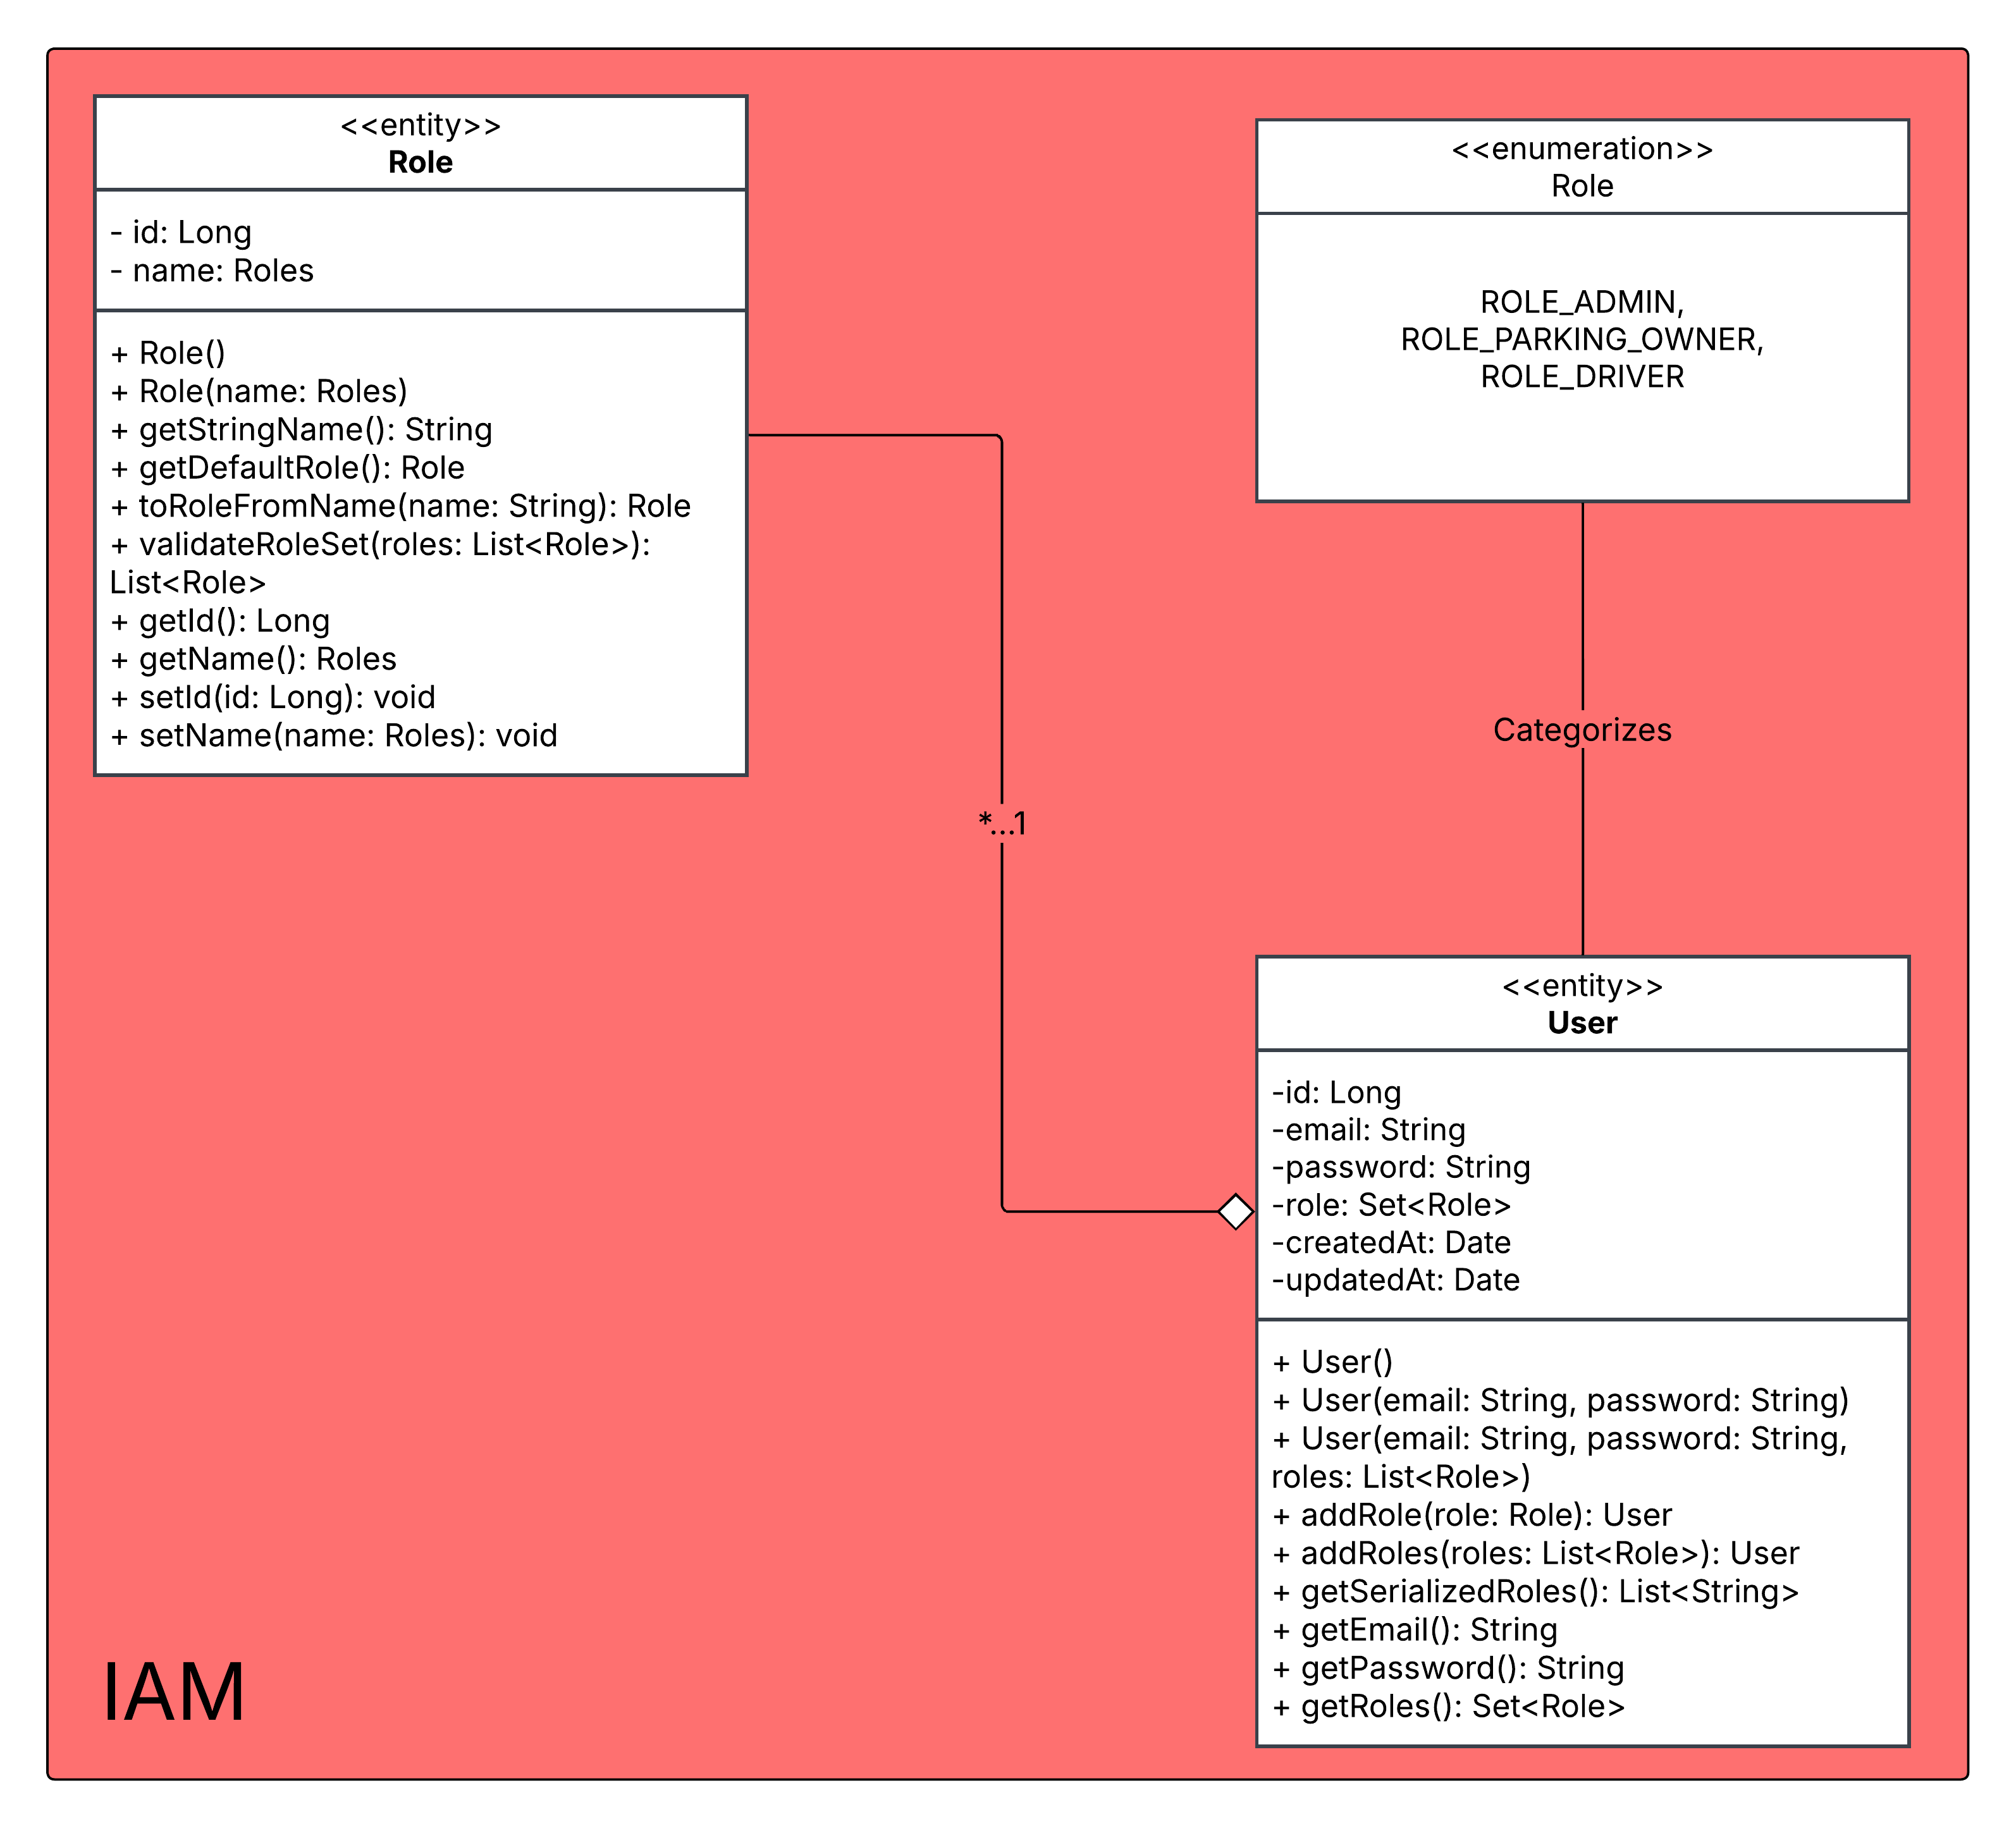 <<entity>>
Role
- id: Long
- name: Roles
+ Role()
+ Role(name: Roles)
+ getStringName(): String
+ getDefaultRole(): Role
+ toRoleFromName(name: String): Role
+ validateRoleSet(roles: List<Role>):
List<Role>
+ getId(): Long
+ getName(): Roles
+ setId(id: Long): void
+ setName(name: Roles): void
<<enumeration>>
Role
ROLE_ADMIN,
ROLE_PARKING_OWNER,
ROLE_DRIVER
Categorizes
*...1
<<entity>>
User
-id: Long
-email: String
-password: String
-role: Set<Role>
-createdAt: Date
-updatedAt: Date
+ User()
+ User(email: String, password: String)
+ User(email: String, password: String,
roles: List<Role>)
+ addRole(role: Role): User
+ addRoles(roles: List<Role>): User
+ getSerializedRoles(): List<String>
+ getEmail(): String
+ getPassword(): String
+ getRoles(): Set<Role>
IAM